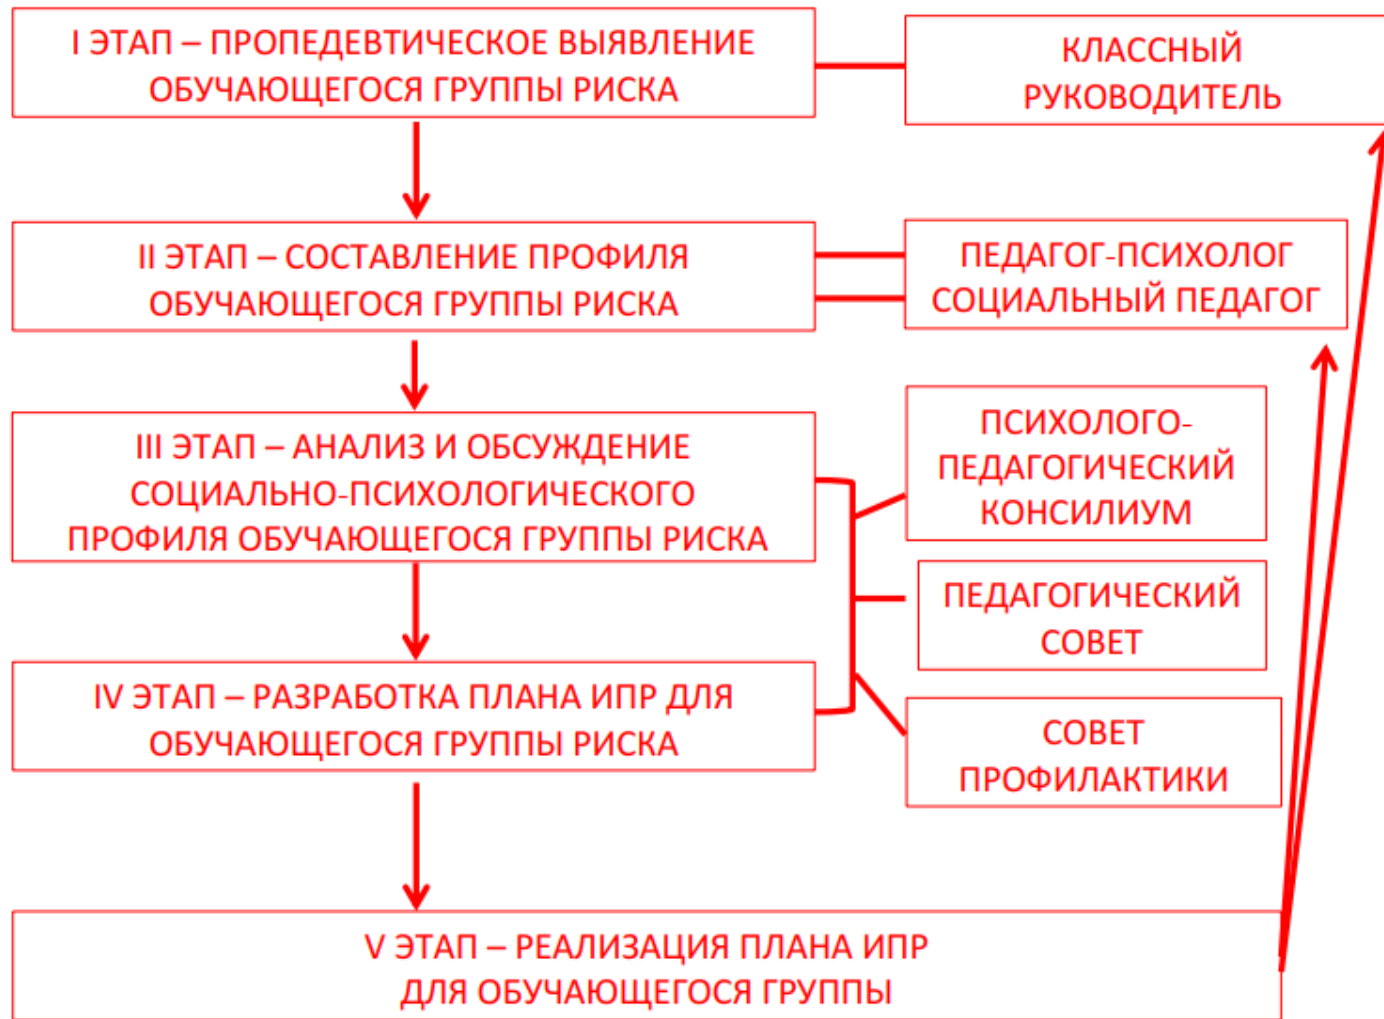 I ЭТАП – ПРОПЕДЕВТИЧЕСКОЕ ВЫЯВЛЕНИЕ
ОБУЧАЮЩЕГОСЯ ГРУППЫ РИСКА
КЛАССНЫЙ
РУКОВОДИТЕЛЬ
II ЭТАП – СОСТАВЛЕНИЕ ПРОФИЛЯ
ОБУЧАЮЩЕГОСЯ ГРУППЫ РИСКА
ПЕДАГОГ-ПСИХОЛОГ
СОЦИАЛЬНЫЙ ПЕДАГОГ
III ЭТАП – АНАЛИЗ И ОБСУЖДЕНИЕ
СОЦИАЛЬНО-ПСИХОЛОГИЧЕСКОГО
ПРОФИЛЯ ОБУЧАЮЩЕГОСЯ ГРУППЫ РИСКА
ПСИХОЛОГО-
ПЕДАГОГИЧЕСКИЙ
КОНСИЛИУМ
ПЕДАГОГИЧЕСКИЙ
СОВЕТ
IV ЭТАП – РАЗРАБОТКА ПЛАНА ИПР ДЛЯ
ОБУЧАЮЩЕГОСЯ ГРУППЫ РИСКА
СОВЕТ
ПРОФИЛАКТИКИ
V ЭТАП – РЕАЛИЗАЦИЯ ПЛАНА ИПР
ДЛЯ ОБУЧАЮЩЕГОСЯ ГРУППЫ